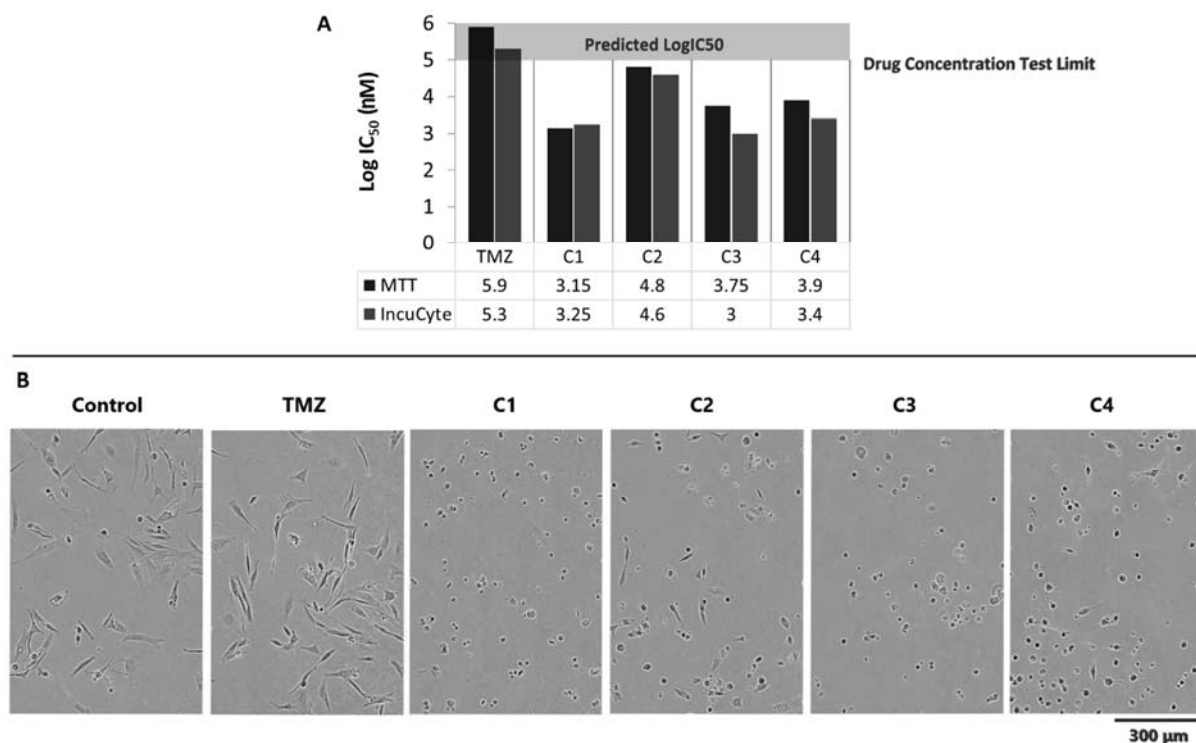 A
Log IC50 (nM)
6
5
4
3
2
1
0
Predicted LogIC50
Drug Concentration Test Limit
TMZ C1 C2 C3 C4
MTT 5.9 3.15 4.8 3.75 3.9
IncuCyte 5.3 3.25 4.6 3 3.4
B
Control TMZ C1 C2 C3 C4
300 µm